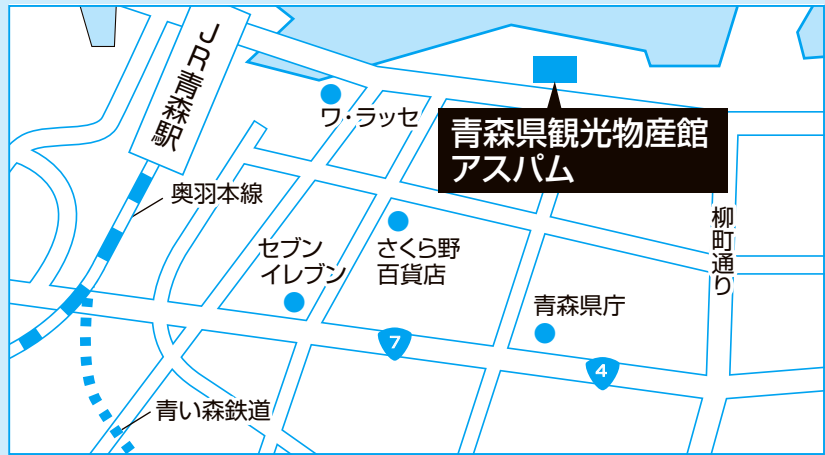 JR青森駅
ワ・ラッセ
青森県観光物産館
アスパム
奥羽本線
柳町通り
セブン
イレブン
さくら野
百貨店
青森県庁
7
4
青い森鉄道